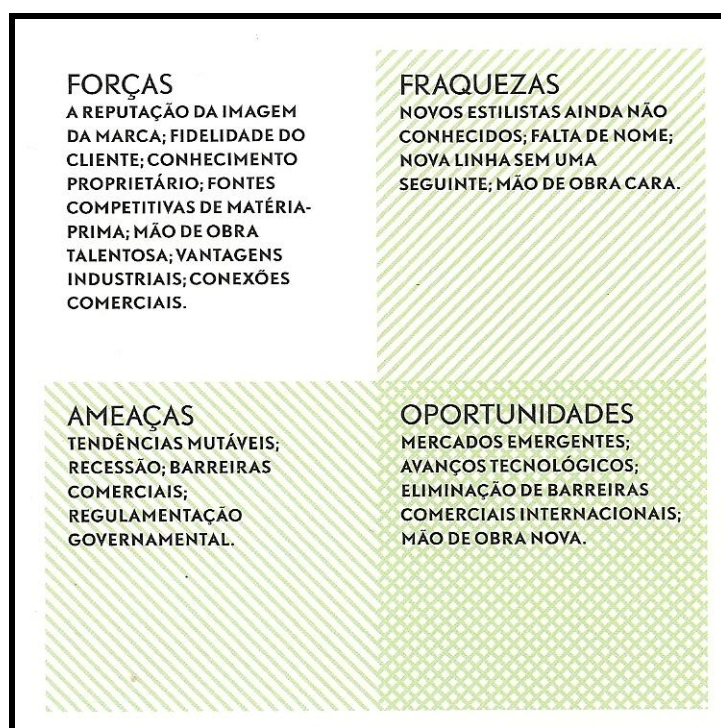 FORÇAS
A REPUTAÇÃO DA IMAGEM
DA MARCA; FIDELIDADE DO
CLIENTE; CONHECIMENTO
PROPRIETÁRIO; FONTES
COMPETITIVAS DE MATÉRIA-
PRIMA; MÃO DE OBRA
TALENTOSA; VANTAGENS
INDUSTRIAIS; CONEXÕES
COMERCIAIS.
FRAQUEZAS
NOVOS ESTILISTAS AINDA NÃO
CONHECIDOS; FALTA DE NOME;
NOVA LINHA SEM UMA
SEGUINTE; MÃO DE OBRA CARA.
AMEAÇAS
TENDÊNCIAS MUTÁVEIS;
RECESSÃO; BARREIRAS
COMERCIAIS;
REGULAMENTAÇÃO
GOVERNAMENTAL.
OPORTUNIDADES
MERCADOS EMERGENTES;
AVANÇOS TECNOLÓGICOS;
ELIMINAÇÃO DE BARREIRAS
COMERCIAIS INTERNACIONAIS;
MÃO DE OBRA NOVA.